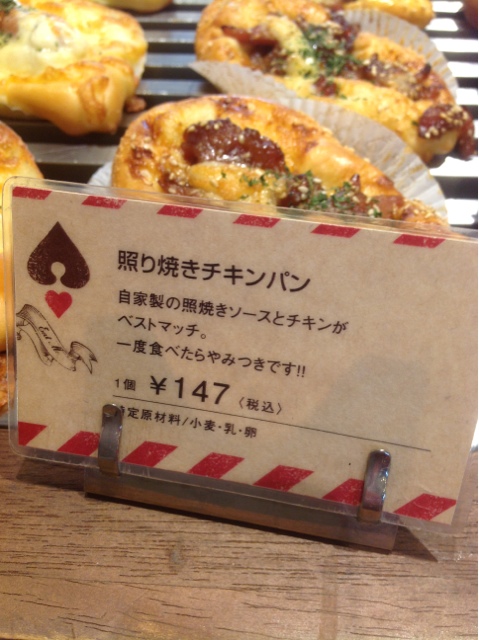 照り焼きチキンパン
自家製の照焼きソースとチキンが
ベストマッチ。
一度食べたらやみつきです!!
1個 ¥147〈税込〉
定原材料/小麦・乳・卵